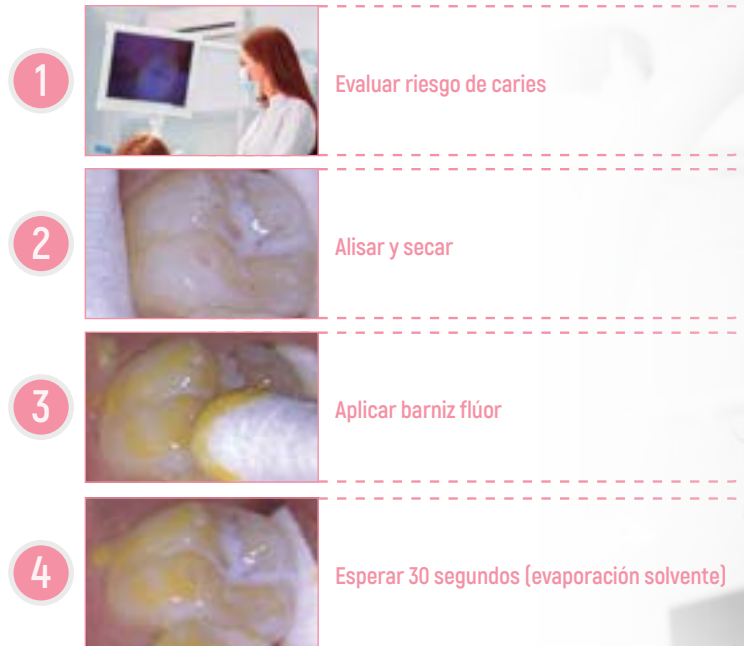 1
Evaluar riesgo de caries
2
Alisar y secar
3
Aplicar barniz flúor
4
Esperar 30 segundos (evaporación solvente)